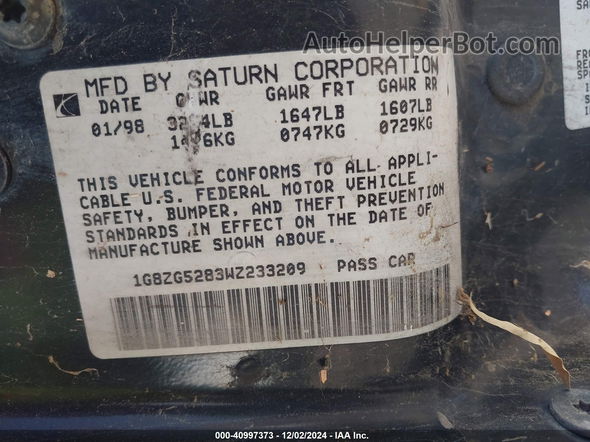 AutoHelperBot.com
MFD BY SATURN CORPORATION
DATE GAWR FRT GAWR RR
01/98 1647LB 1607LB
0747KG 0729KG
THIS VEHICLE CONFORMS TO ALL APPLI-
CABLE U.S. FEDERAL MOTOR VEHICLE
SAFETY, BUMPER, AND THEFT PREVENTION
STANDARDS IN EFFECT ON THE DATE OF
MANUFACTURE SHOWN ABOVE.
1G8ZG5283WZ233209 PASS CAR
000-40997373 - 12/02/2024 - IAA Inc.